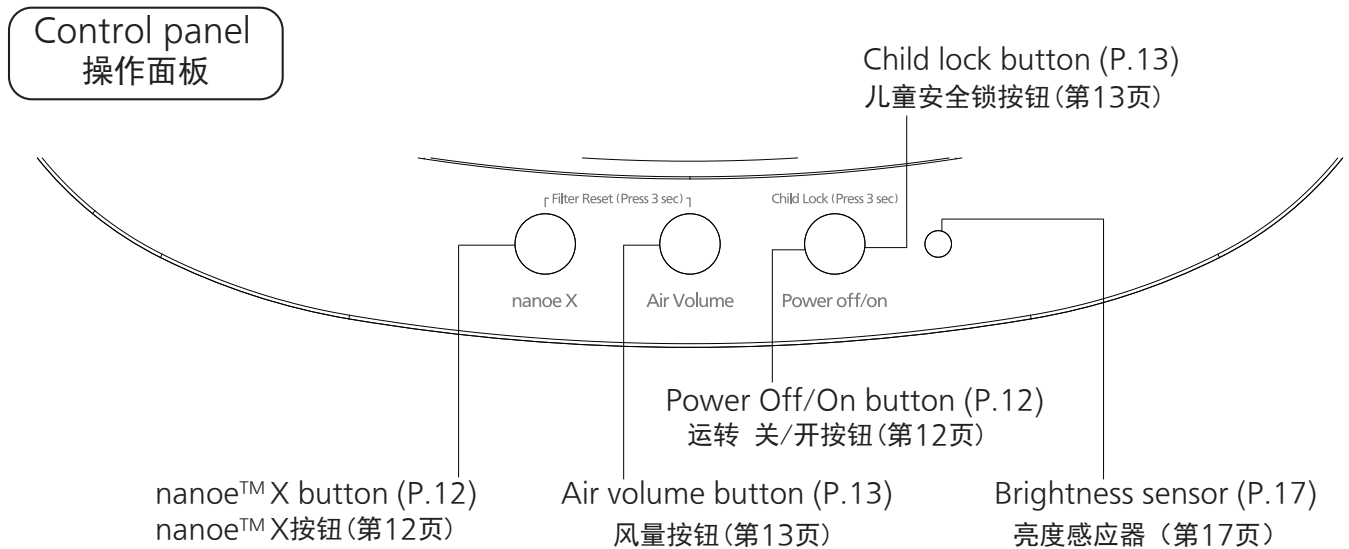 Control panel
操作面板
Child lock button (P.13)
儿童安全锁按钮(第13页)
Filter Reset (Press 3 sec)
Child Lock (Press 3 sec)
nanoe X
Air Volume
Power off/on
Power Off/On button (P.12)
运转 关/开按钮(第12页)
nanoe™ X button (P.12)
nanoe™ X按钮(第12页)
Air volume button (P.13)
风量按钮(第13页)
Brightness sensor (P.17)
亮度感应器（第17页）